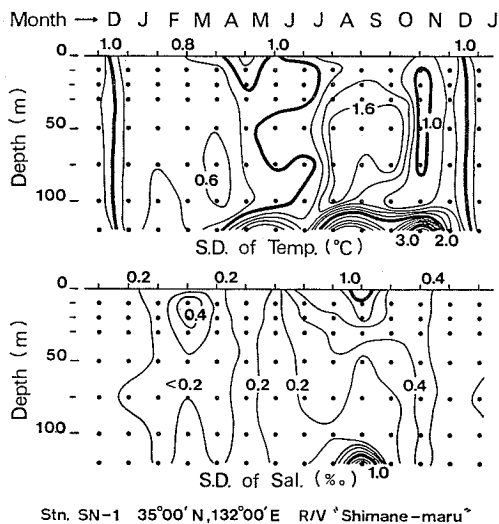 Month → D J F M A M J J A S O N D J
1.0 0.8 1.0 1.0
0
50
100
Depth (m)
1.6
1.0
0.6
3.0 2.0
S.D. of Temp. (°C)
0.2 0.2 1.0 0.4
0
50
100
Depth (m)
0.4
<0.2 0.2 0.2 0.4
1.0
S.D. of Sal. (‰)
Stn. SN-1 35°00′N, 132°00′E R/V "Shimane-maru"